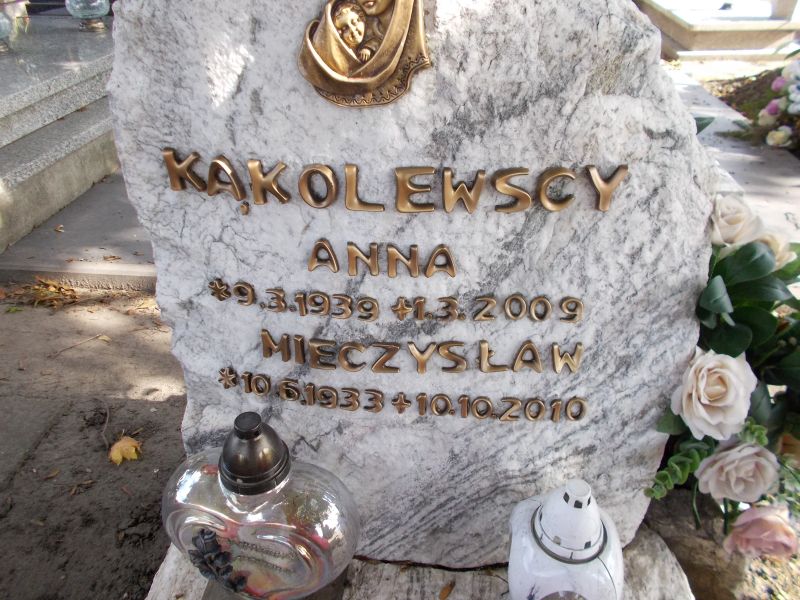 KĄKOLEWSCY
ANNA
*9.3.1939 +1.3.2009
MIECZYSŁAW
*10.6.1933 +10.10.2010